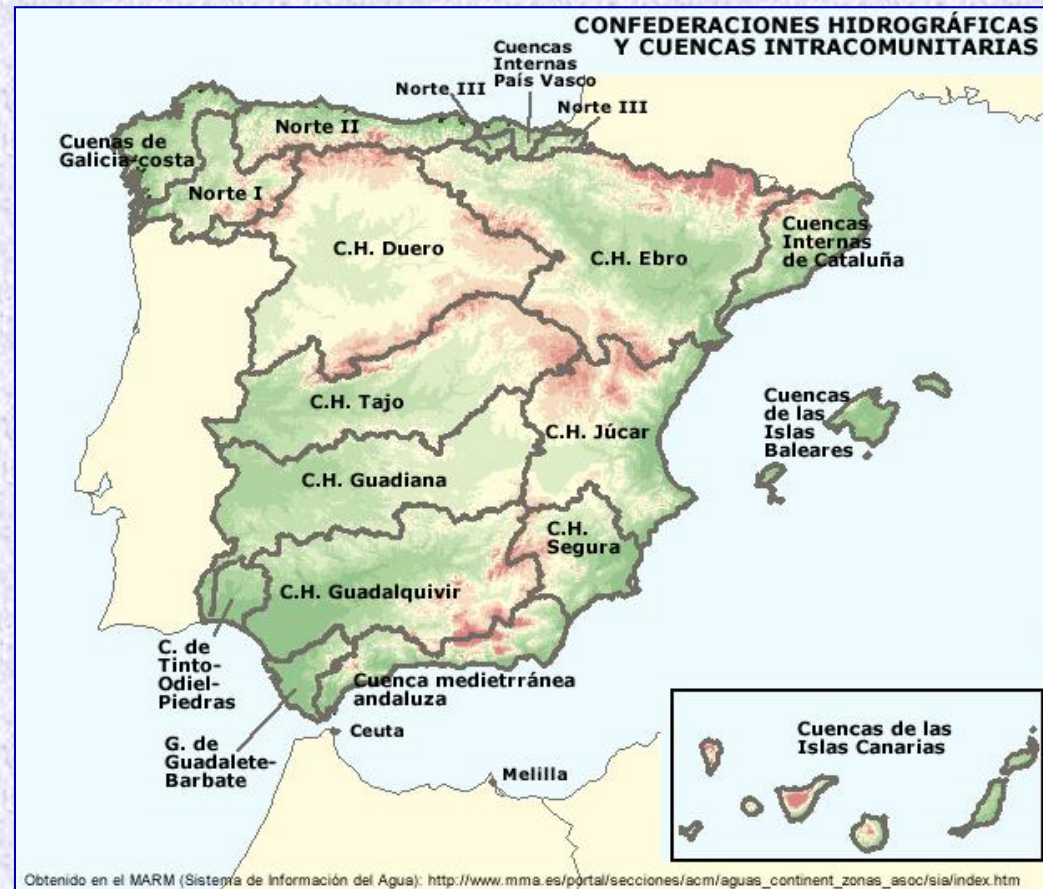 CONFEDERACIONES HIDROGRÁFICAS
Y CUENCAS INTRACOMUNITARIAS
Cuencas
Internas
País Vasco
Norte III
Norte III
Norte II
Cuenas de
Galicia-costa
Norte I
C.H. Duero
C.H. Ebro
Cuencas
Internas
de Cataluña
C.H. Tajo
C.H. Júcar
Cuencas
de las
Islas
Baleares
C.H. Guadiana
C.H.
Segura
C.H. Guadalquivir
C. de
Tinto-
Odiel-
Piedras
Cuenca medietrránea
andaluza
G. de
Guadalete-
Barbate
Ceuta
Melilla
Cuencas de las
Islas Canarias
Obtenido en el MARM (Sistema de Información del Agua): http://www.mma.es/portal/secciones/acm/aguas_continent_zonas_asoc/sia/index.htm